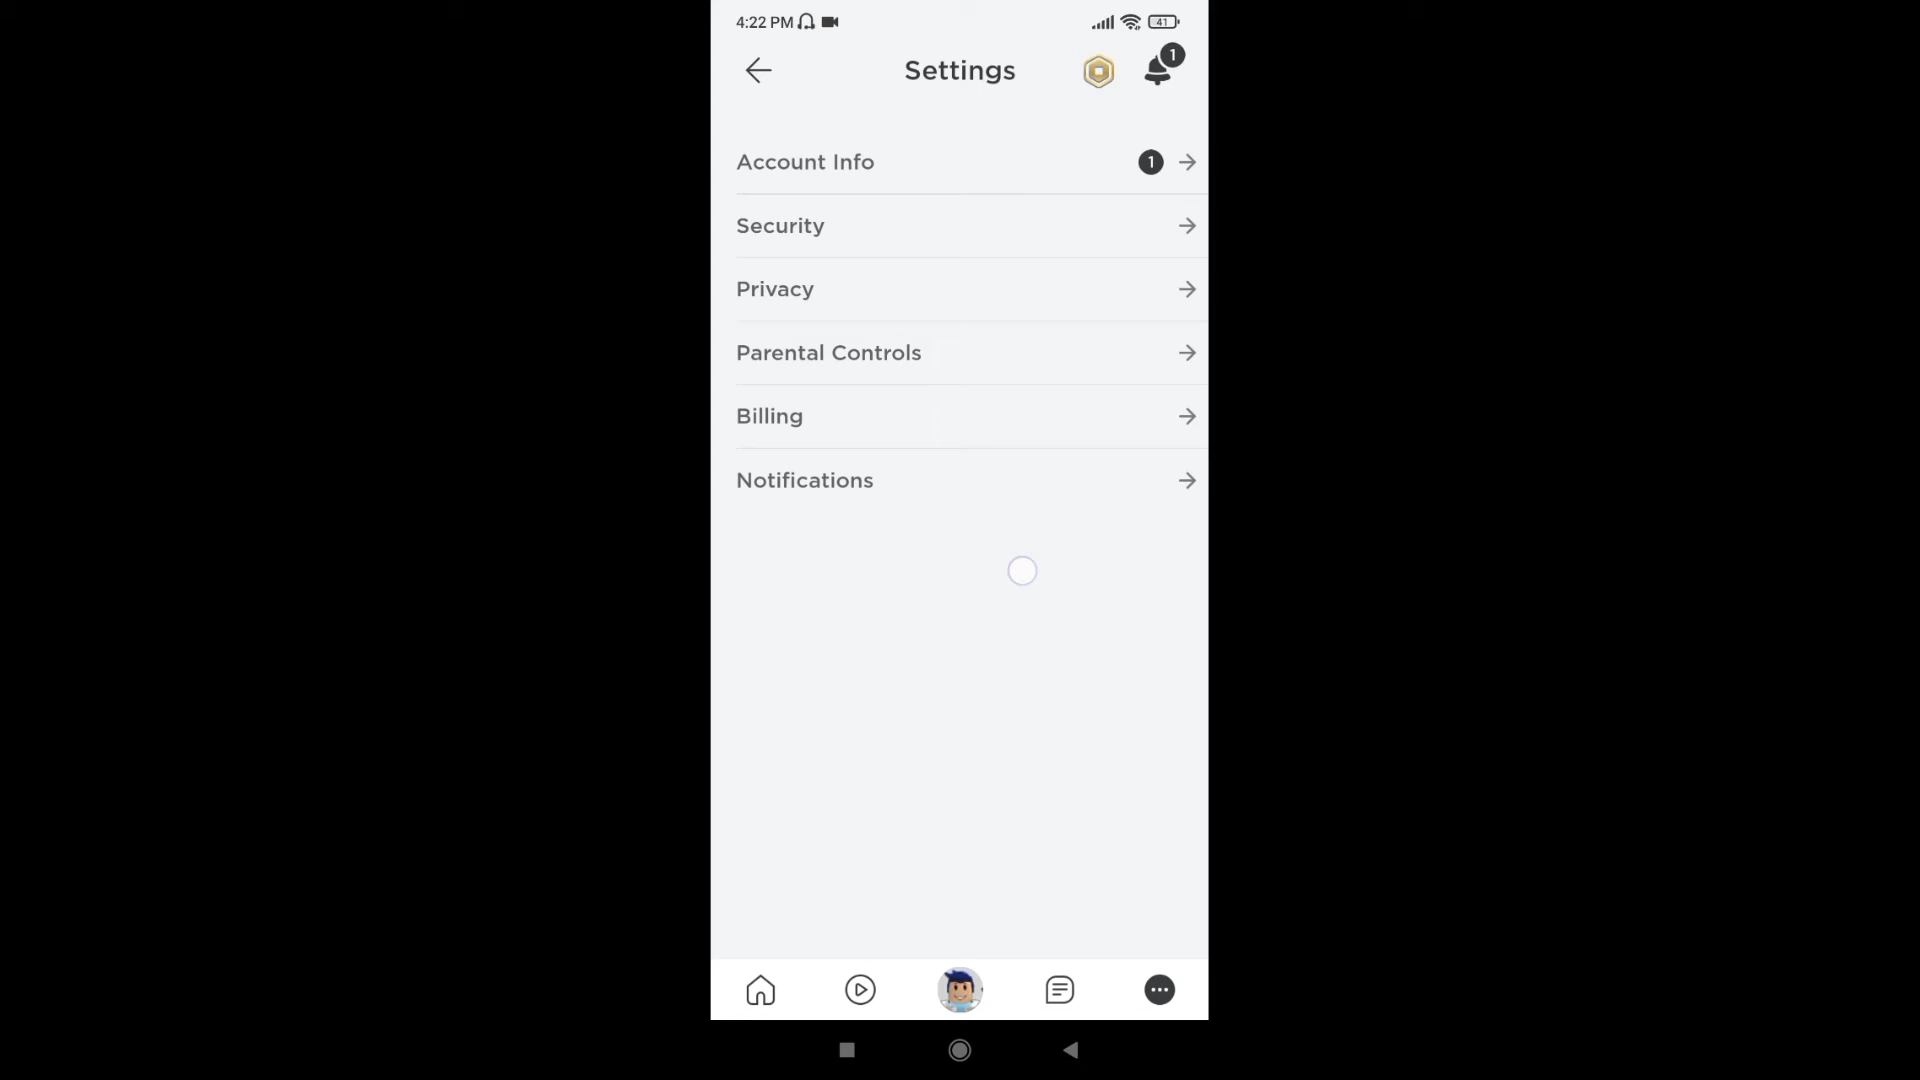 4:22 PM
41
Settings
1
Account Info
1
Security
Privacy
Parental Controls
Billing
Notifications